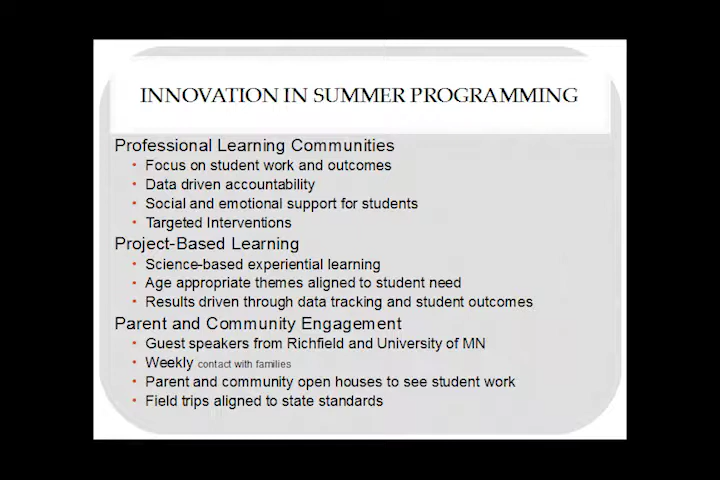 INNOVATION IN SUMMER PROGRAMMING
Professional Learning Communities
• Focus on student work and outcomes
• Data driven accountability
• Social and emotional support for students
• Targeted Interventions
Project-Based Learning
• Science-based experiential learning
• Age appropriate themes aligned to student need
• Results driven through data tracking and student outcomes
Parent and Community Engagement
• Guest speakers from Richfield and University of MN
• Weekly contact with families
• Parent and community open houses to see student work
• Field trips aligned to state standards